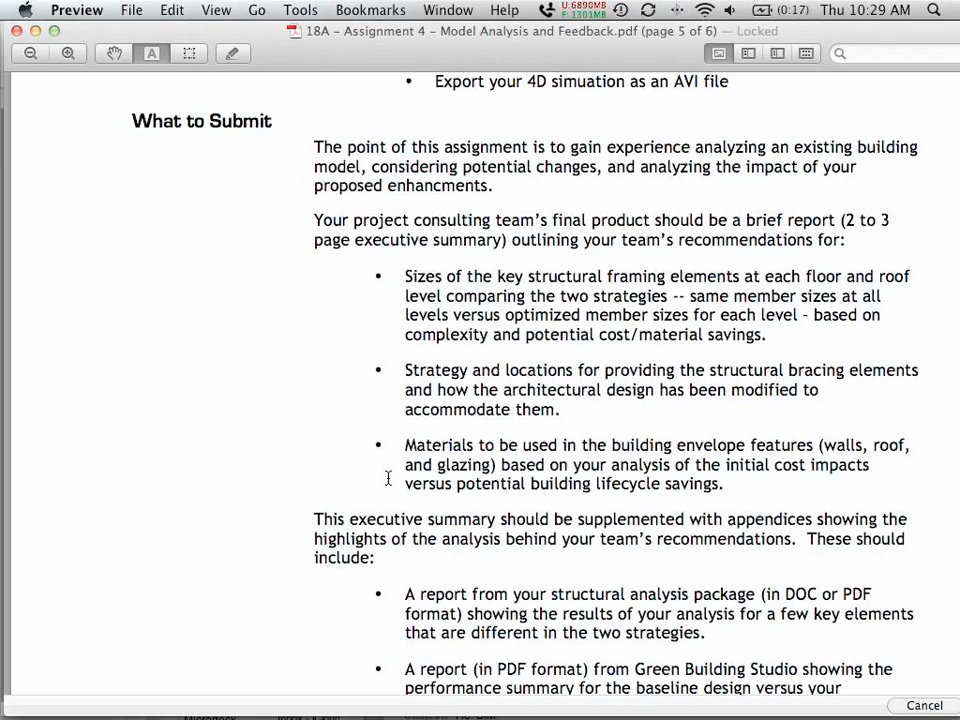 Preview File Edit View Go Tools Bookmarks Window Help U:6890MB F:1301MB (0:17) Thu 10:29 AM
18A - Assignment 4 - Model Analysis and Feedback.pdf (page 5 of 6) — Locked
• Export your 4D simuation as an AVI file
What to Submit
The point of this assignment is to gain experience analyzing an existing building
model, considering potential changes, and analyzing the impact of your
proposed enhancments.
Your project consulting team's final product should be a brief report (2 to 3
page executive summary) outlining your team's recommendations for:
• Sizes of the key structural framing elements at each floor and roof
level comparing the two strategies -- same member sizes at all
levels versus optimized member sizes for each level - based on
complexity and potential cost/material savings.
• Strategy and locations for providing the structural bracing elements
and how the architectural design has been modified to
accommodate them.
• Materials to be used in the building envelope features (walls, roof,
and glazing) based on your analysis of the initial cost impacts
versus potential building lifecycle savings.
This executive summary should be supplemented with appendices showing the
highlights of the analysis behind your team's recommendations. These should
include:
• A report from your structural analysis package (in DOC or PDF
format) showing the results of your analysis for a few key elements
that are different in the two strategies.
• A report (in PDF format) from Green Building Studio showing the
performance summary for the baseline design versus your
Cancel